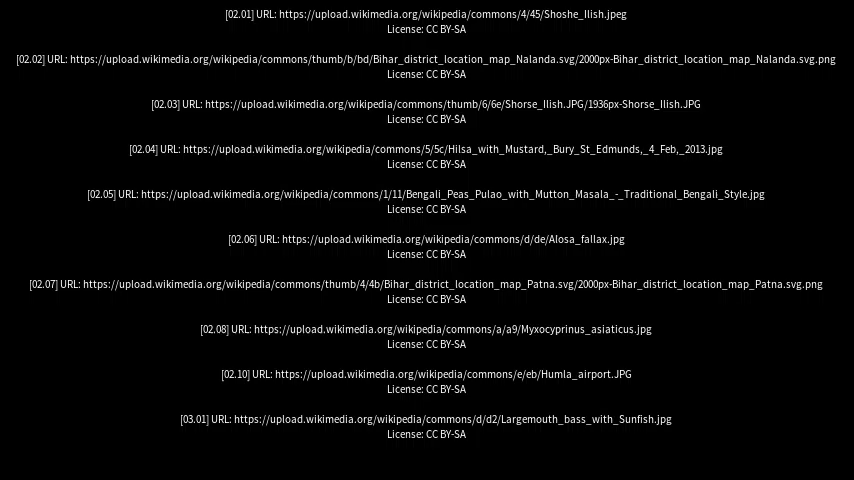 [02.01] URL: https://upload.wikimedia.org/wikipedia/commons/4/45/Shoshe_Ilish.jpeg
License: CC BY-SA
[02.02] URL: https://upload.wikimedia.org/wikipedia/commons/thumb/b/bd/Bihar_district_location_map_Nalanda.svg/2000px-Bihar_district_location_map_Nalanda.svg.png
License: CC BY-SA
[02.03] URL: https://upload.wikimedia.org/wikipedia/commons/thumb/6/6e/Shorse_Ilish.JPG/1936px-Shorse_Ilish.JPG
License: CC BY-SA
[02.04] URL: https://upload.wikimedia.org/wikipedia/commons/5/5c/Hilsa_with_Mustard,_Bury_St_Edmunds,_4_Feb,_2013.jpg
License: CC BY-SA
[02.05] URL: https://upload.wikimedia.org/wikipedia/commons/1/11/Bengali_Peas_Pulao_with_Mutton_Masala_-_Traditional_Bengali_Style.jpg
License: CC BY-SA
[02.06] URL: https://upload.wikimedia.org/wikipedia/commons/d/de/Alosa_fallax.jpg
License: CC BY-SA
[02.07] URL: https://upload.wikimedia.org/wikipedia/commons/thumb/4/4b/Bihar_district_location_map_Patna.svg/2000px-Bihar_district_location_map_Patna.svg.png
License: CC BY-SA
[02.08] URL: https://upload.wikimedia.org/wikipedia/commons/a/a9/Myxocyprinus_asiaticus.jpg
License: CC BY-SA
[02.10] URL: https://upload.wikimedia.org/wikipedia/commons/e/eb/Humla_airport.JPG
License: CC BY-SA
[03.01] URL: https://upload.wikimedia.org/wikipedia/commons/d/d2/Largemouth_bass_with_Sunfish.jpg
License: CC BY-SA